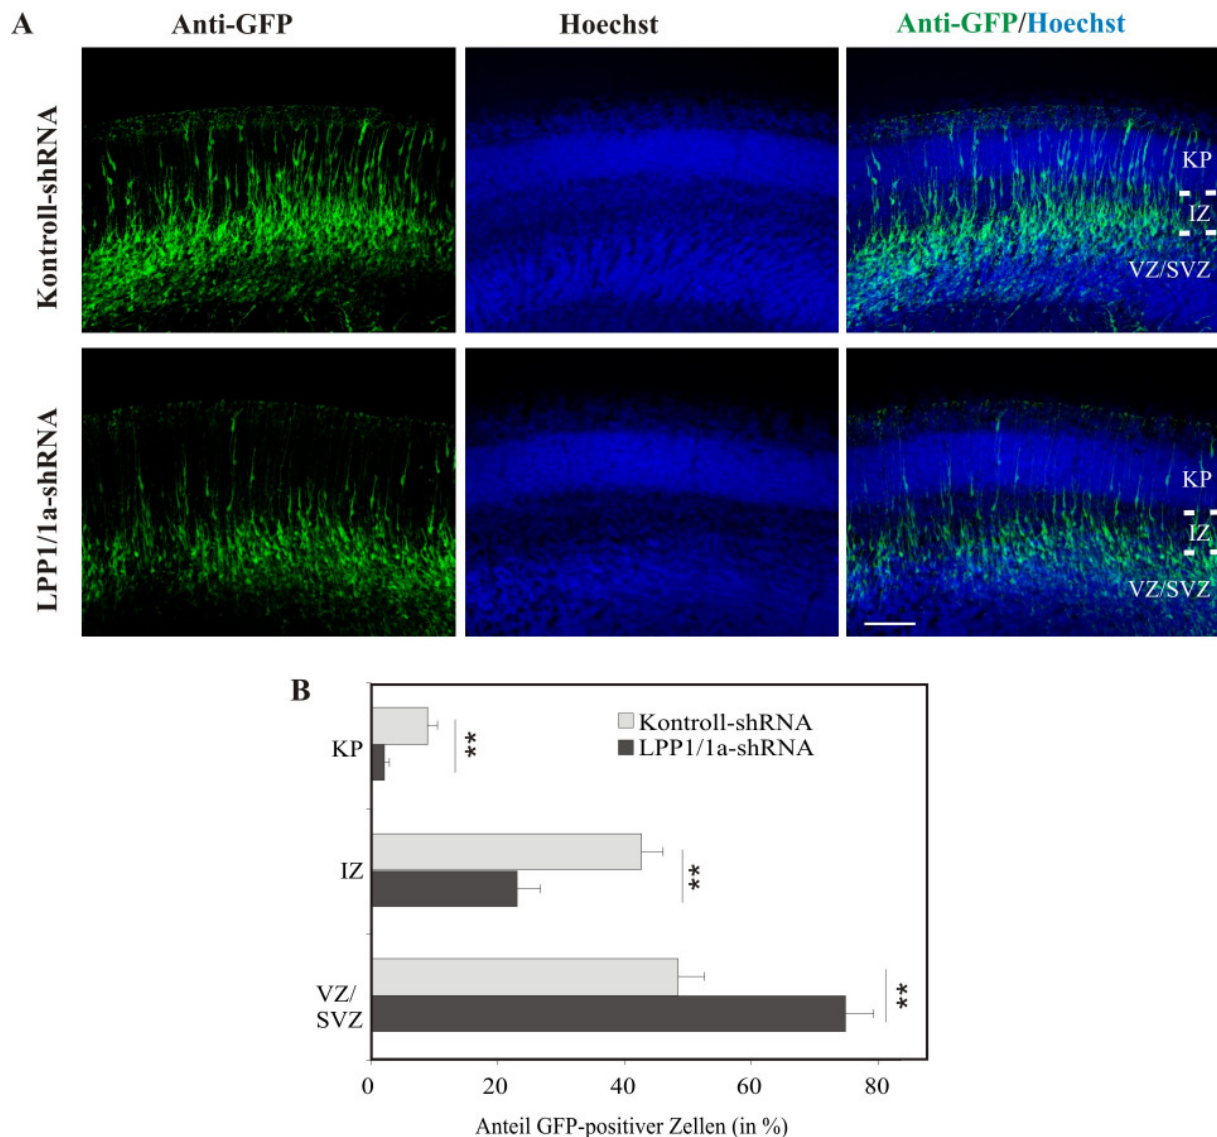 A
Anti-GFP
Hoechst
Anti-GFP/Hoechst
Kontroll-shRNA
KP
IZ
VZ/SVZ
LPP1/1a-shRNA
KP
IZ
VZ/SVZ
B
Kontroll-shRNA
LPP1/1a-shRNA
KP
**
IZ
**
VZ/
SVZ
**
0 20 40 60 80
Anteil GFP-positiver Zellen (in %)